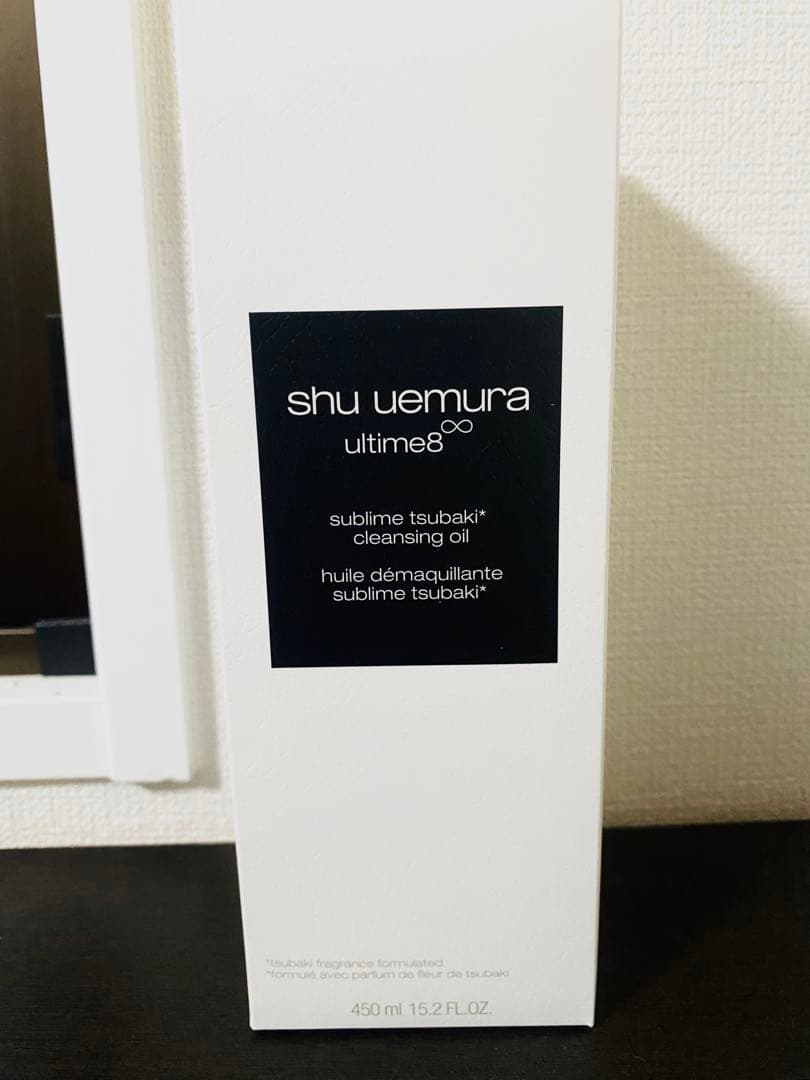 shu uemura
ultime8∞
sublime tsubaki*
cleansing oil
huile démaquillante
sublime tsubaki*
*tsubaki fragrance formulated
*formulé avec parfum de fleur de tsubaki
450 ml 15.2 FL.OZ.